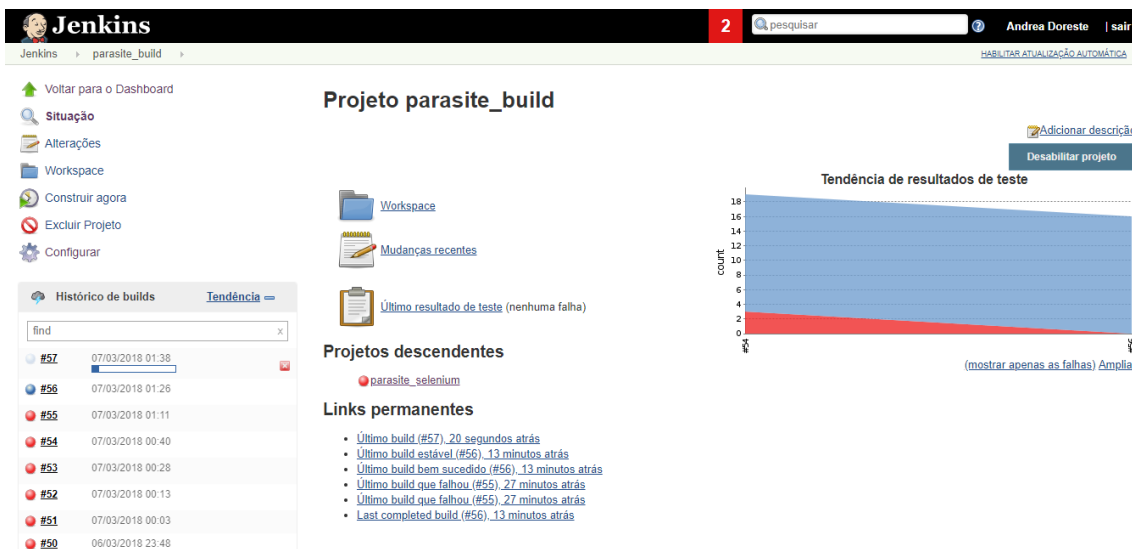 Jenkins
2
pesquisar
Andrea Doreste | sair
Jenkins parasite_build
HABILITAR ATUALIZAÇÃO AUTOMÁTICA
Voltar para o Dashboard
Situação
Alterações
Workspace
Construir agora
Excluir Projeto
Configurar
Histórico de builds Tendência
find x
#57 07/03/2018 01:38
#56 07/03/2018 01:26
#55 07/03/2018 01:11
#54 07/03/2018 00:40
#53 07/03/2018 00:28
#52 07/03/2018 00:13
#51 07/03/2018 00:03
#50 06/03/2018 23:48
Projeto parasite_build
Adicionar descrição
Desabilitar projeto
Workspace
Mudanças recentes
Último resultado de teste (nenhuma falha)
Projetos descendentes
parasite_selenium
Links permanentes
Último build (#57), 20 segundos atrás
Último build estável (#56), 13 minutos atrás
Último build bem sucedido (#56), 13 minutos atrás
Último build que falhou (#55), 27 minutos atrás
Último build que falhou (#55), 27 minutos atrás
Last completed build (#56), 13 minutos atrás
Tendência de resultados de teste
count
18
16
14
12
10
8
6
4
2
0
#54
#56
(mostrar apenas as falhas) Amplia